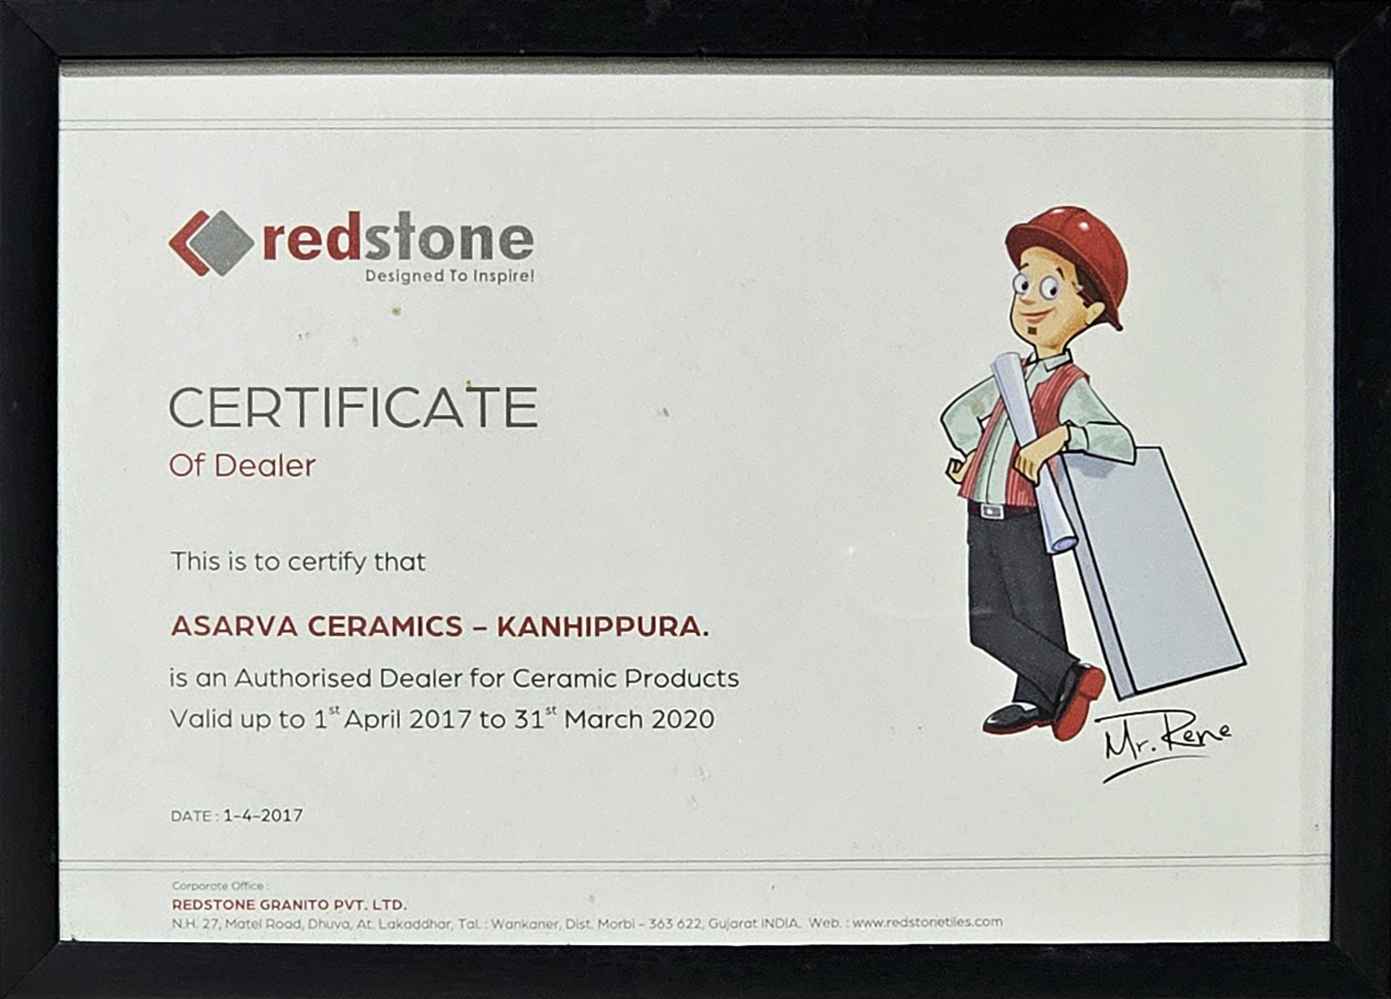 redstone
Designed To Inspire!
CERTIFICATE
Of Dealer
This is to certify that
ASARVA CERAMICS - KANHIPPURA.
is an Authorised Dealer for Ceramic Products
Valid up to 1st April 2017 to 31st March 2020
Mr. Rene
DATE : 1-4-2017
Corporate Office :
REDSTONE GRANITO PVT. LTD.
N.H. 27, Matel Road, Dhuva, At. Lakaddhar, Tal. : Wankaner, Dist. Morbi - 363 622, Gujarat INDIA. Web. : www.redstonetiles.com